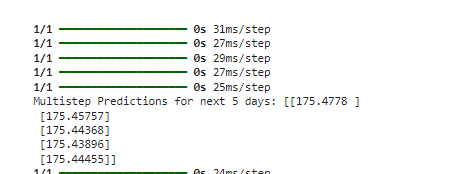 1/1 ━━━━━━━━━━━━━━━━━━━━ 0s 31ms/step
1/1 ━━━━━━━━━━━━━━━━━━━━ 0s 27ms/step
1/1 ━━━━━━━━━━━━━━━━━━━━ 0s 29ms/step
1/1 ━━━━━━━━━━━━━━━━━━━━ 0s 27ms/step
1/1 ━━━━━━━━━━━━━━━━━━━━ 0s 25ms/step
Multistep Predictions for next 5 days: [[175.4778 ]
[175.45757]
[175.44368]
[175.43896]
[175.44455]]
1/1 ━━━━━━━━━━━━━━━━━━━━ 0s 24ms/step